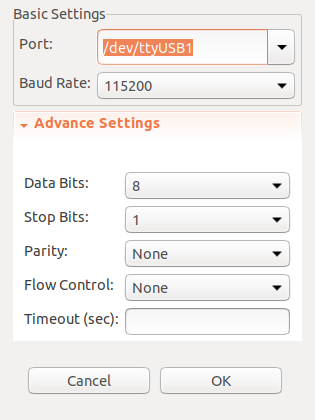 Basic Settings
Port: /dev/ttyUSB1
Baud Rate: 115200
Advance Settings
Data Bits: 8
Stop Bits: 1
Parity: None
Flow Control: None
Timeout (sec):
Cancel OK